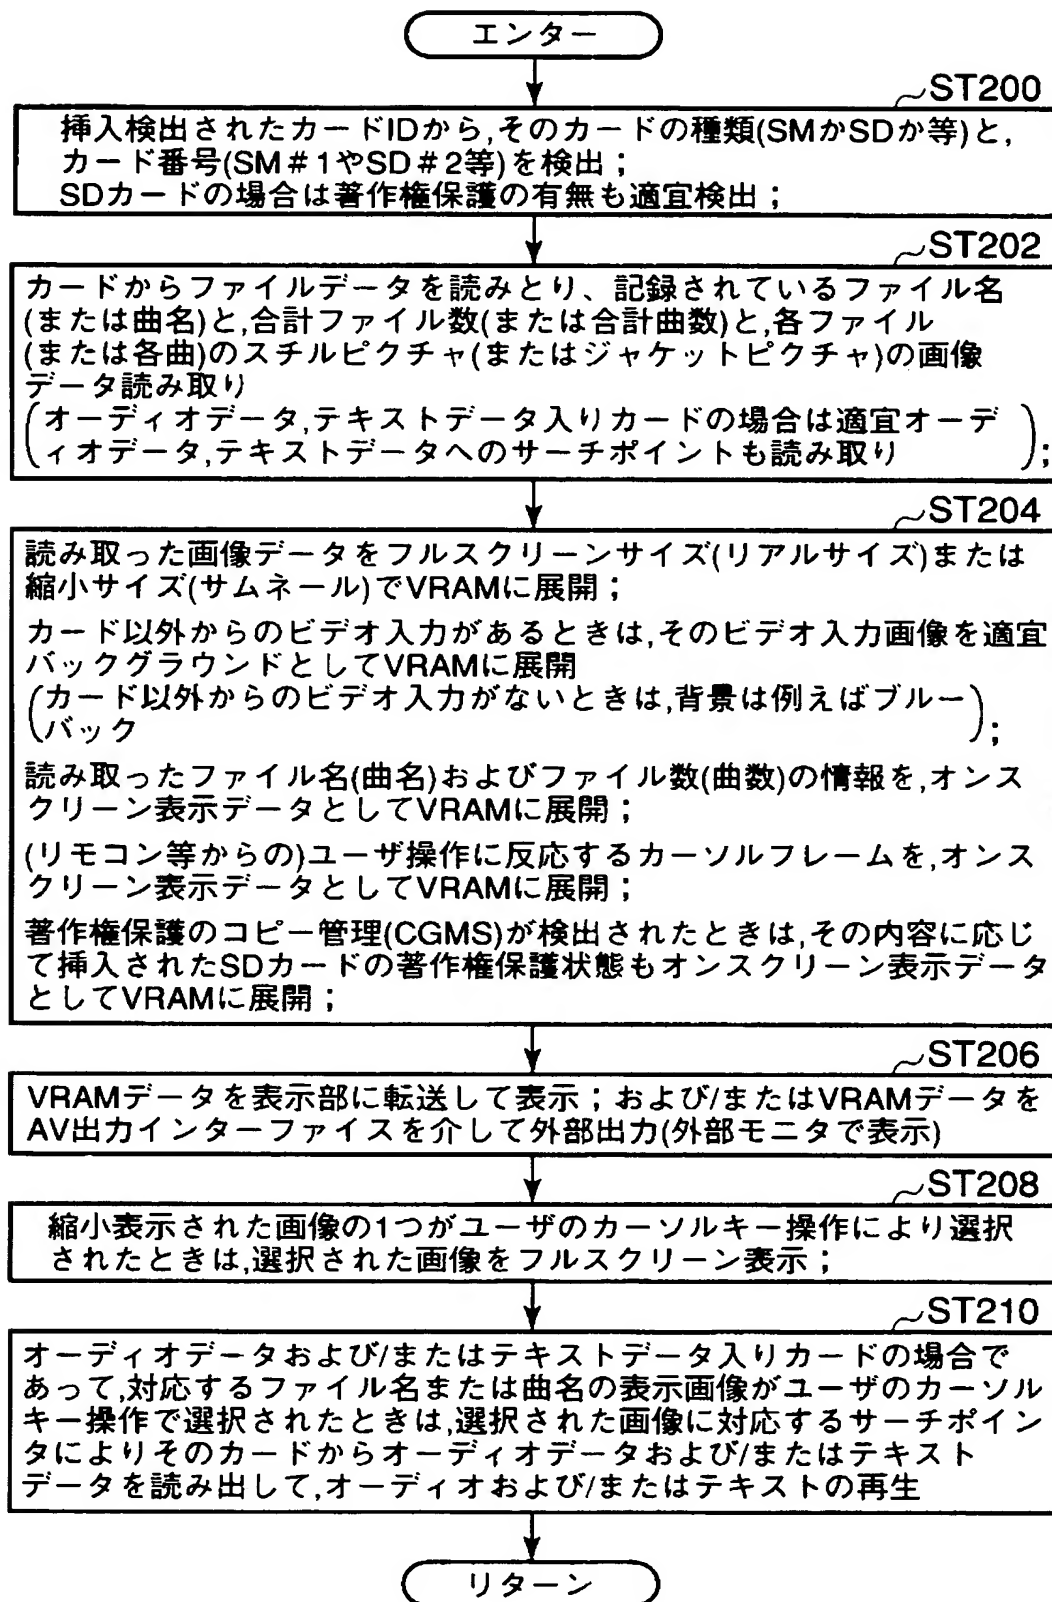 エンター
ST200
挿入検出されたカードIDから,そのカードの種類(SMかSDか等)と,
カード番号(SM#1やSD#2等)を検出;
SDカードの場合は著作権保護の有無も適宜検出;
ST202
カードからファイルデータを読みとり、記録されているファイル名
(または曲名)と,合計ファイル数(または合計曲数)と,各ファイル
(または各曲)のスチルピクチャ(またはジャケットピクチャ)の画像
データ読み取り
(オーディオデータ,テキストデータ入りカードの場合は適宜オーデ
ィオデータ,テキストデータへのサーチポイントも読み取り);
ST204
読み取った画像データをフルスクリーンサイズ(リアルサイズ)または
縮小サイズ(サムネール)でVRAMに展開;
カード以外からのビデオ入力があるときは,そのビデオ入力画像を適宜
バックグラウンドとしてVRAMに展開
(カード以外からのビデオ入力がないときは,背景は例えばブルー
バック);
読み取ったファイル名(曲名)およびファイル数(曲数)の情報を,オンス
クリーン表示データとしてVRAMに展開;
(リモコン等からの)ユーザ操作に反応するカーソルフレームを,オンス
クリーン表示データとしてVRAMに展開;
著作権保護のコピー管理(CGMS)が検出されたときは,その内容に応じ
て挿入されたSDカードの著作権保護状態もオンスクリーン表示データ
としてVRAMに展開;
ST206
VRAMデータを表示部に転送して表示;および/またはVRAMデータを
AV出力インターファイスを介して外部出力(外部モニタで表示)
ST208
縮小表示された画像の1つがユーザのカーソルキー操作により選択
されたときは,選択された画像をフルスクリーン表示;
ST210
オーディオデータおよび/またはテキストデータ入りカードの場合で
あって,対応するファイル名または曲名の表示画像がユーザのカーソル
キー操作で選択されたときは,選択された画像に対応するサーチポイン
タによりそのカードからオーディオデータおよび/またはテキスト
データを読み出して,オーディオおよび/またはテキストの再生
リターン